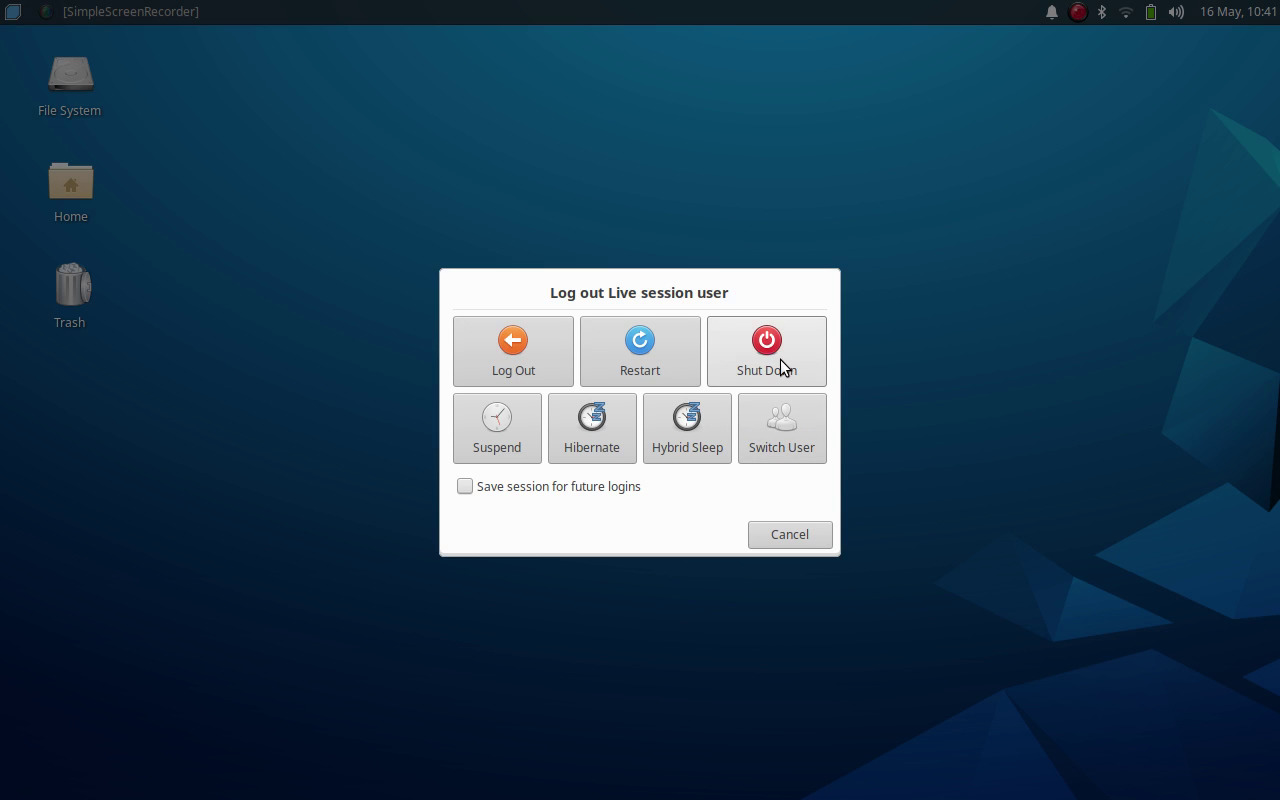 [SimpleScreenRecorder]
16 May, 10:41
File System
Home
Trash
Log out Live session user
Log Out
Restart
Shut Down
Suspend
Hibernate
Hybrid Sleep
Switch User
Save session for future logins
Cancel